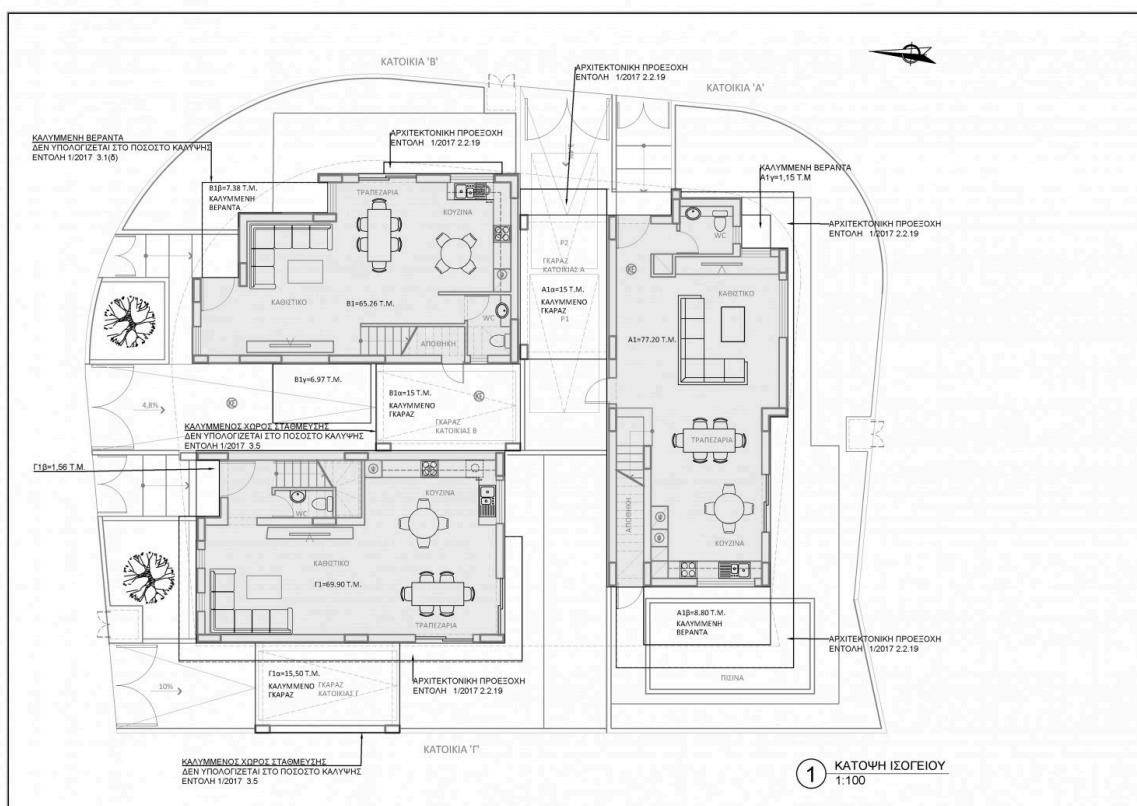 ΚΑΤΟΙΚΙΑ 'Β'
ΑΡΧΙΤΕΚΤΟΝΙΚΗ ΠΡΟΕΞΟΧΗ
ΕΝΤΟΛΗ 1/2017 2.2.19
ΚΑΤΟΙΚΙΑ 'Α'
ΚΑΛΥΜΜΕΝΗ ΒΕΡΑΝΤΑ
ΔΕΝ ΥΠΟΛΟΓΙΖΕΤΑΙ ΣΤΟ ΠΟΣΟΣΤΟ ΚΑΛΥΨΗΣ
ΕΝΤΟΛΗ 1/2017 3.1(δ)
ΑΡΧΙΤΕΚΤΟΝΙΚΗ ΠΡΟΕΞΟΧΗ
ΕΝΤΟΛΗ 1/2017 2.2.19
ΚΑΛΥΜΜΕΝΗ ΒΕΡΑΝΤΑ
Α1γ=1,15 Τ.Μ
Β1β=7.38 Τ.Μ.
ΚΑΛΥΜΜΕΝΗ
ΒΕΡΑΝΤΑ
ΤΡΑΠΕΖΑΡΙΑ
ΚΟΥΖΙΝΑ
ΑΡΧΙΤΕΚΤΟΝΙΚΗ ΠΡΟΕΞΟΧΗ
ΕΝΤΟΛΗ 1/2017 2.2.19
WC
P2
ΓΚΑΡΑΖ
ΚΑΤΟΙΚΙΑΣ Α
ΚΑΘΙΣΤΙΚΟ
Β1=65.26 Τ.Μ.
Α1α=15 Τ.Μ.
ΚΑΛΥΜΜΕΝΟ
ΓΚΑΡΑΖ
P1
ΚΑΘΙΣΤΙΚΟ
WC
ΑΠΟΘΗΚΗ
Α1=77.20 Τ.Μ.
Β1γ=6.97 Τ.Μ.
Β1α=15 Τ.Μ.
ΚΑΛΥΜΜΕΝΟ
ΓΚΑΡΑΖ
4,8%
ΓΚΑΡΑΖ
ΚΑΤΟΙΚΙΑΣ Β
ΚΑΛΥΜΜΕΝΟΣ ΧΩΡΟΣ ΣΤΑΘΜΕΥΣΗΣ
ΔΕΝ ΥΠΟΛΟΓΙΖΕΤΑΙ ΣΤΟ ΠΟΣΟΣΤΟ ΚΑΛΥΨΗΣ
ΕΝΤΟΛΗ 1/2017 3.5
ΤΡΑΠΕΖΑΡΙΑ
Γ1β=1,56 Τ.Μ.
ΚΟΥΖΙΝΑ
WC
ΑΠΟΘΗΚΗ
ΚΟΥΖΙΝΑ
ΚΑΘΙΣΤΙΚΟ
Γ1=69.90 Τ.Μ.
ΤΡΑΠΕΖΑΡΙΑ
Α1β=8.80 Τ.Μ.
ΚΑΛΥΜΜΕΝΗ
ΒΕΡΑΝΤΑ
ΑΡΧΙΤΕΚΤΟΝΙΚΗ ΠΡΟΕΞΟΧΗ
ΕΝΤΟΛΗ 1/2017 2.2.19
ΠΙΣΙΝΑ
10%
Γ1α=15,50 Τ.Μ.
ΚΑΛΥΜΜΕΝΟ
ΓΚΑΡΑΖ
ΓΚΑΡΑΖ
ΚΑΤΟΙΚΙΑΣ Γ
ΑΡΧΙΤΕΚΤΟΝΙΚΗ ΠΡΟΕΞΟΧΗ
ΕΝΤΟΛΗ 1/2017 2.2.19
ΚΑΤΟΙΚΙΑ 'Γ'
ΚΑΛΥΜΜΕΝΟΣ ΧΩΡΟΣ ΣΤΑΘΜΕΥΣΗΣ
ΔΕΝ ΥΠΟΛΟΓΙΖΕΤΑΙ ΣΤΟ ΠΟΣΟΣΤΟ ΚΑΛΥΨΗΣ
ΕΝΤΟΛΗ 1/2017 3.5
1 ΚΑΤΟΨΗ ΙΣΟΓΕΙΟΥ
1:100